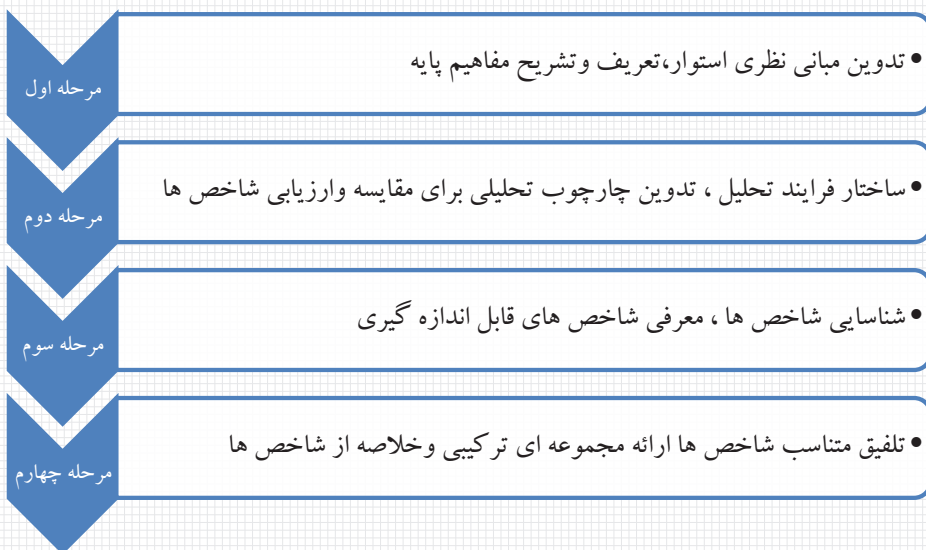 مرحله اول
•تدوین مبانی نظری استوار،تعریف وتشریح مفاهیم پایه
مرحله دوم
•ساختار فرایند تحلیل ، تدوین چارچوب تحلیلی برای مقایسه وارزیابی شاخص ها
مرحله سوم
•شناسایی شاخص ها ، معرفی شاخص های قابل اندازه گیری
مرحله چهارم
•تلفیق متناسب شاخص ها ارائه مجموعه ای ترکیبی وخلاصه از شاخص ها